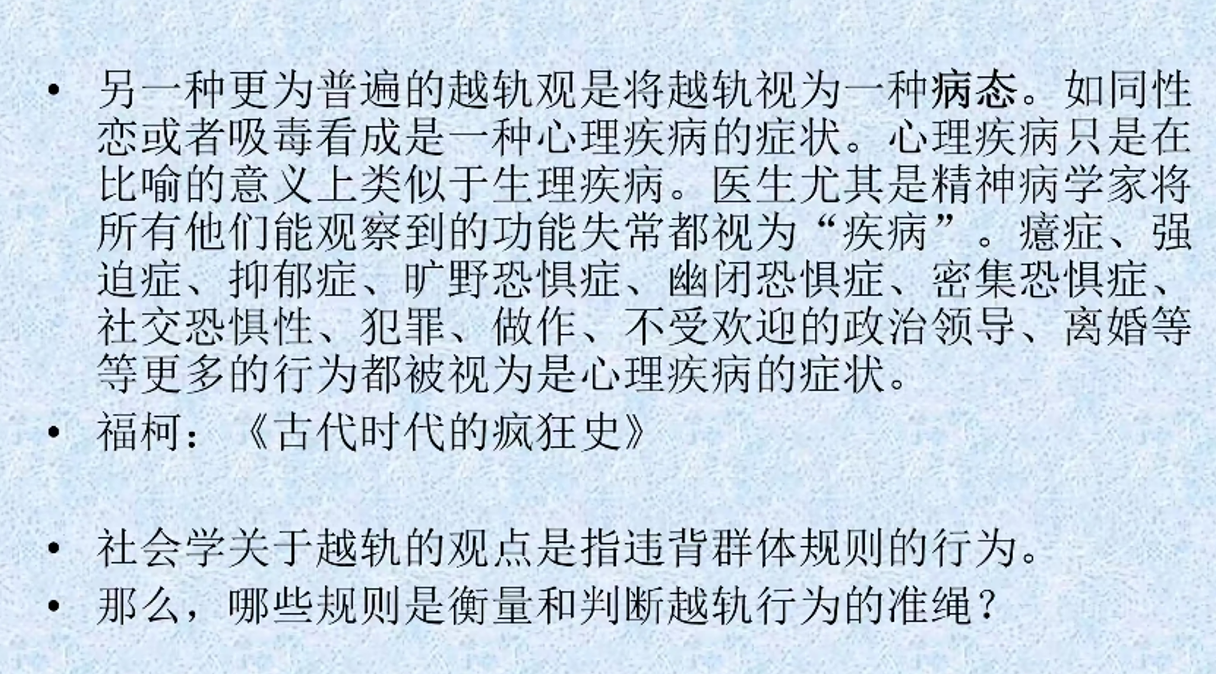 • 另一种更为普遍的越轨观是将越轨视为一种病态。如同性
恋或者吸毒看成是一种心理疾病的症状。心理疾病只是在
比喻的意义上类似于生理疾病。医生尤其是精神病学家将
所有他们能观察到的功能失常都视为“疾病”。癔症、强
迫症、抑郁症、旷野恐惧症、幽闭恐惧症、密集恐惧症、
社交恐惧性、犯罪、做作、不受欢迎的政治领导、离婚等
等更多的行为都被视为是心理疾病的症状。
• 福柯：《古代时代的疯狂史》
• 社会学关于越轨的观点是指违背群体规则的行为。
• 那么，哪些规则是衡量和判断越轨行为的准绳？